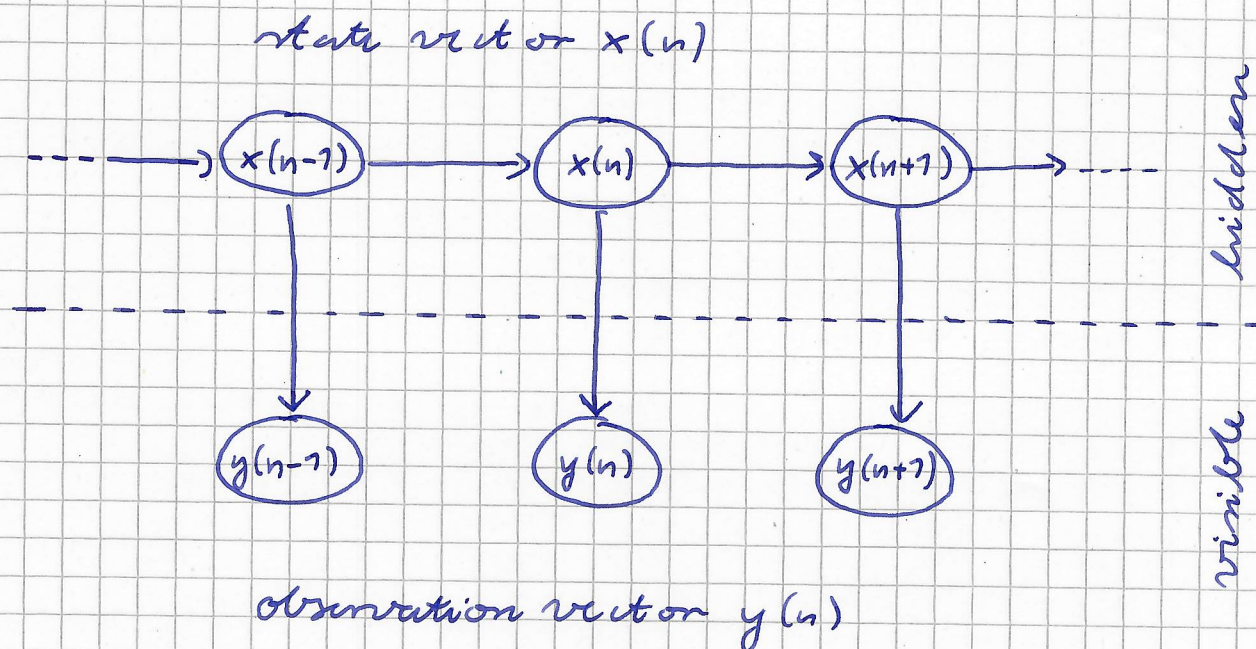 state vector x(n)
x(n-1)
x(n)
x(n+1)
hidden
y(n-1)
y(n)
y(n+1)
visible
observation vector y(n)